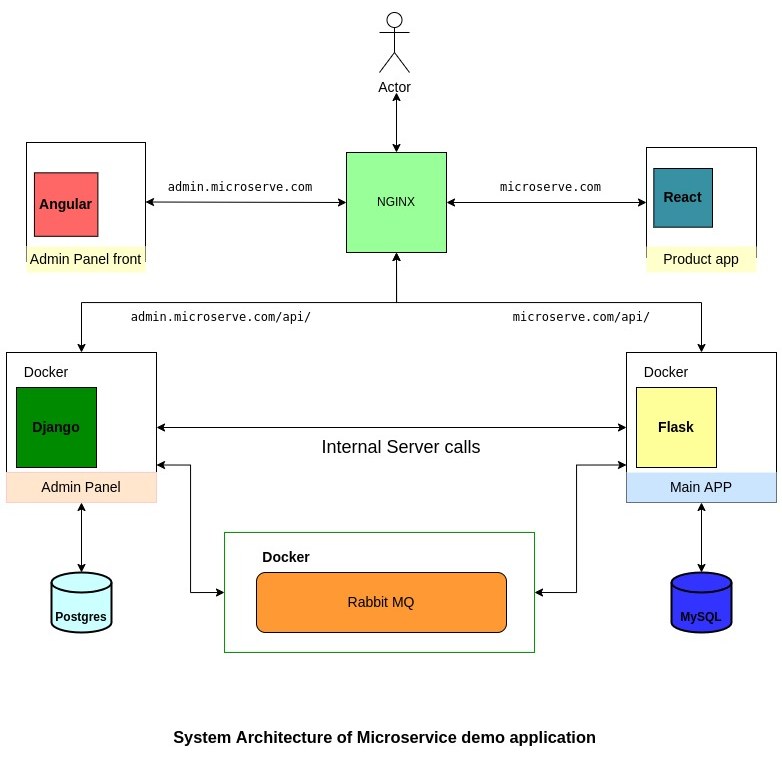 Actor
admin.microserve.com
microserve.com
NGINX
Angular
React
Admin Panel front
Product app
admin.microserve.com/api/
microserve.com/api/
Docker
Docker
Django
Flask
Internal Server calls
Admin Panel
Main APP
Docker
Rabbit MQ
Postgres
MySQL
System Architecture of Microservice demo application